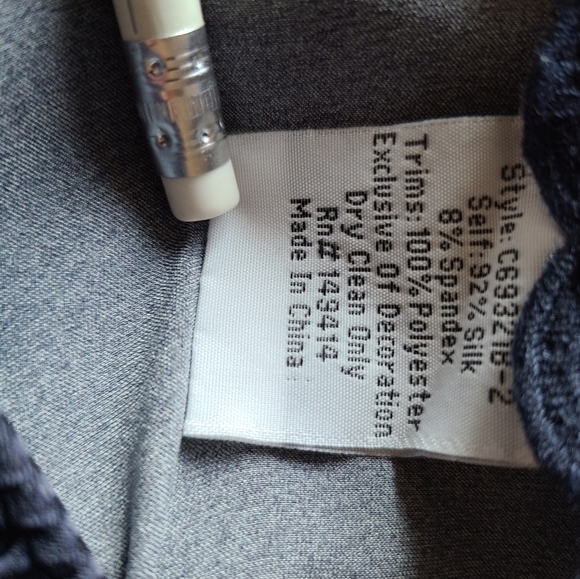 Style: C69321B-2
Self: 92% Silk
8% Spandex
Trims: 100% Polyester
Exclusive Of Decoration
Dry Clean Only
Rn# 149414
Made In China